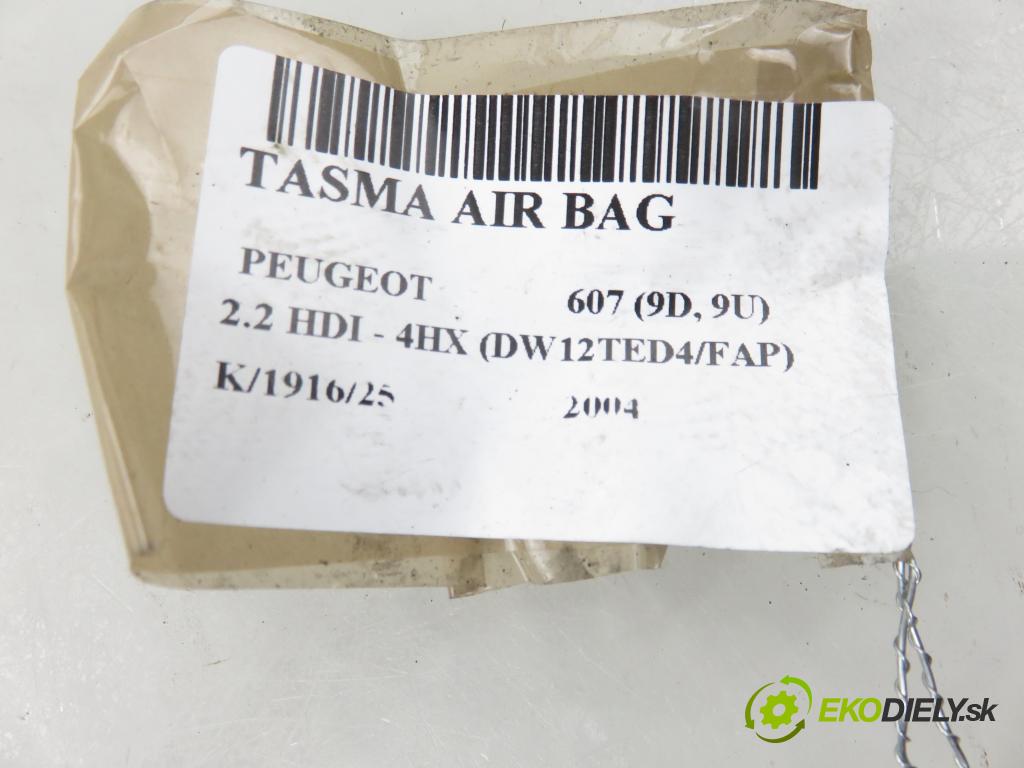 TASMA AIR BAG
PEUGEOT 607 (9D, 9U)
2.2 HDI - 4HX (DW12TED4/FAP)
K/1916/25 2004
EKODIELY.sk